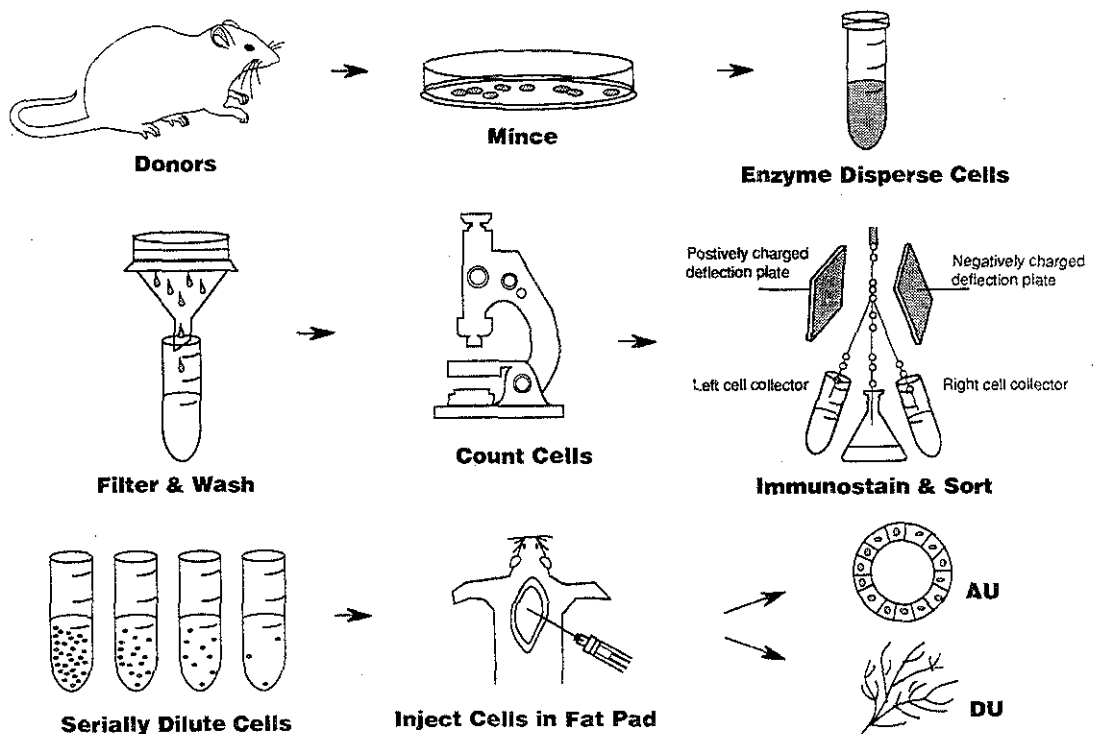 Donors
Mince
Enzyme Disperse Cells
Filter & Wash
Count Cells
Postively charged
deflection plate
Negatively charged
deflection plate
Left cell collector
Right cell collector
Immunostain & Sort
Serially Dilute Cells
Inject Cells in Fat Pad
AU
DU